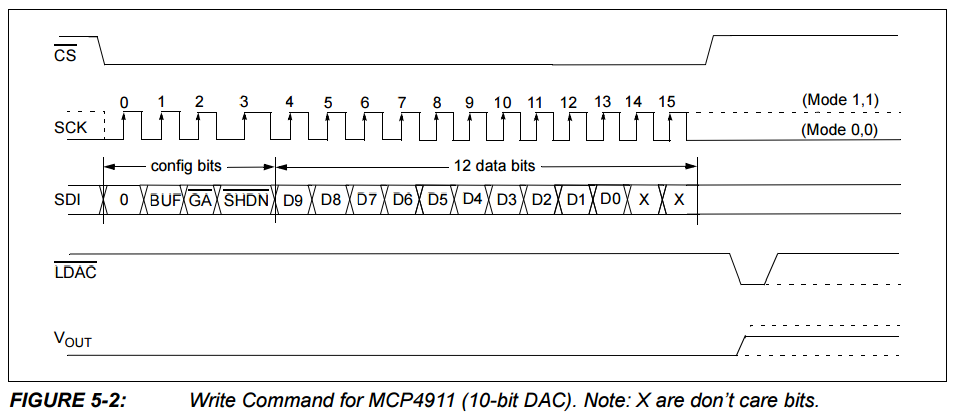 CS
0 1 2 3 4 5 6 7 8 9 10 11 12 13 14 15 (Mode 1,1)
SCK (Mode 0,0)
config bits 12 data bits
SDI 0 BUF GA SHDN D9 D8 D7 D6 D5 D4 D3 D2 D1 D0 X X
LDAC
VOUT
FIGURE 5-2: Write Command for MCP4911 (10-bit DAC). Note: X are don't care bits.